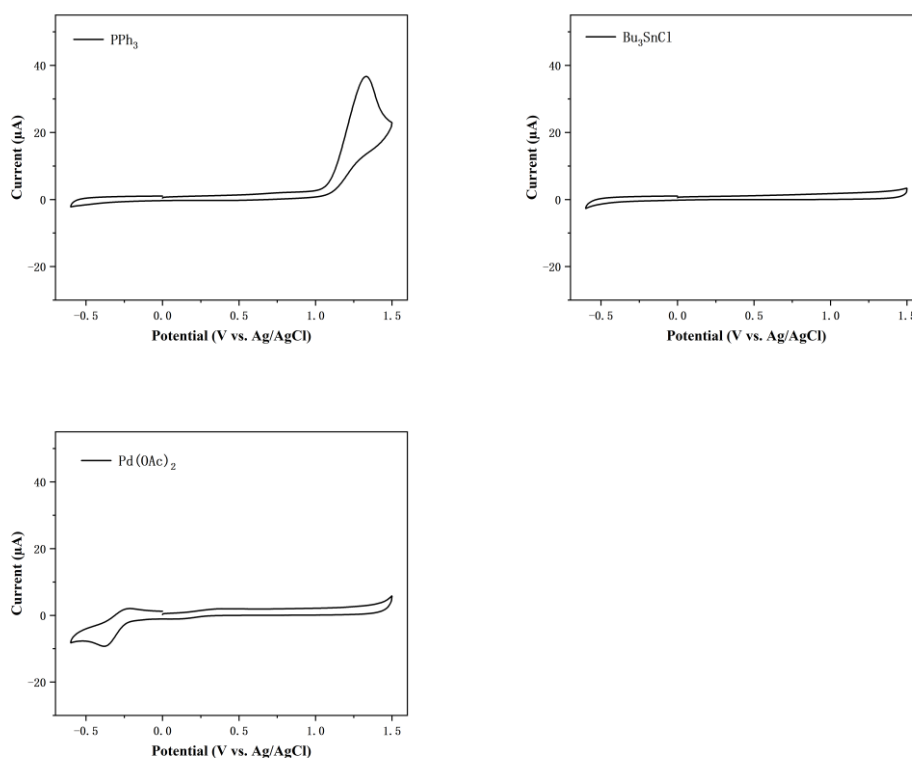 PPh₃
40
20
0
-20
Current (μA)
-0.5 0.0 0.5 1.0 1.5
Potential (V vs. Ag/AgCl)
Bu₃SnCl
40
20
0
-20
Current (μA)
-0.5 0.0 0.5 1.0 1.5
Potential (V vs. Ag/AgCl)
Pd(OAc)₂
40
20
0
-20
Current (μA)
-0.5 0.0 0.5 1.0 1.5
Potential (V vs. Ag/AgCl)